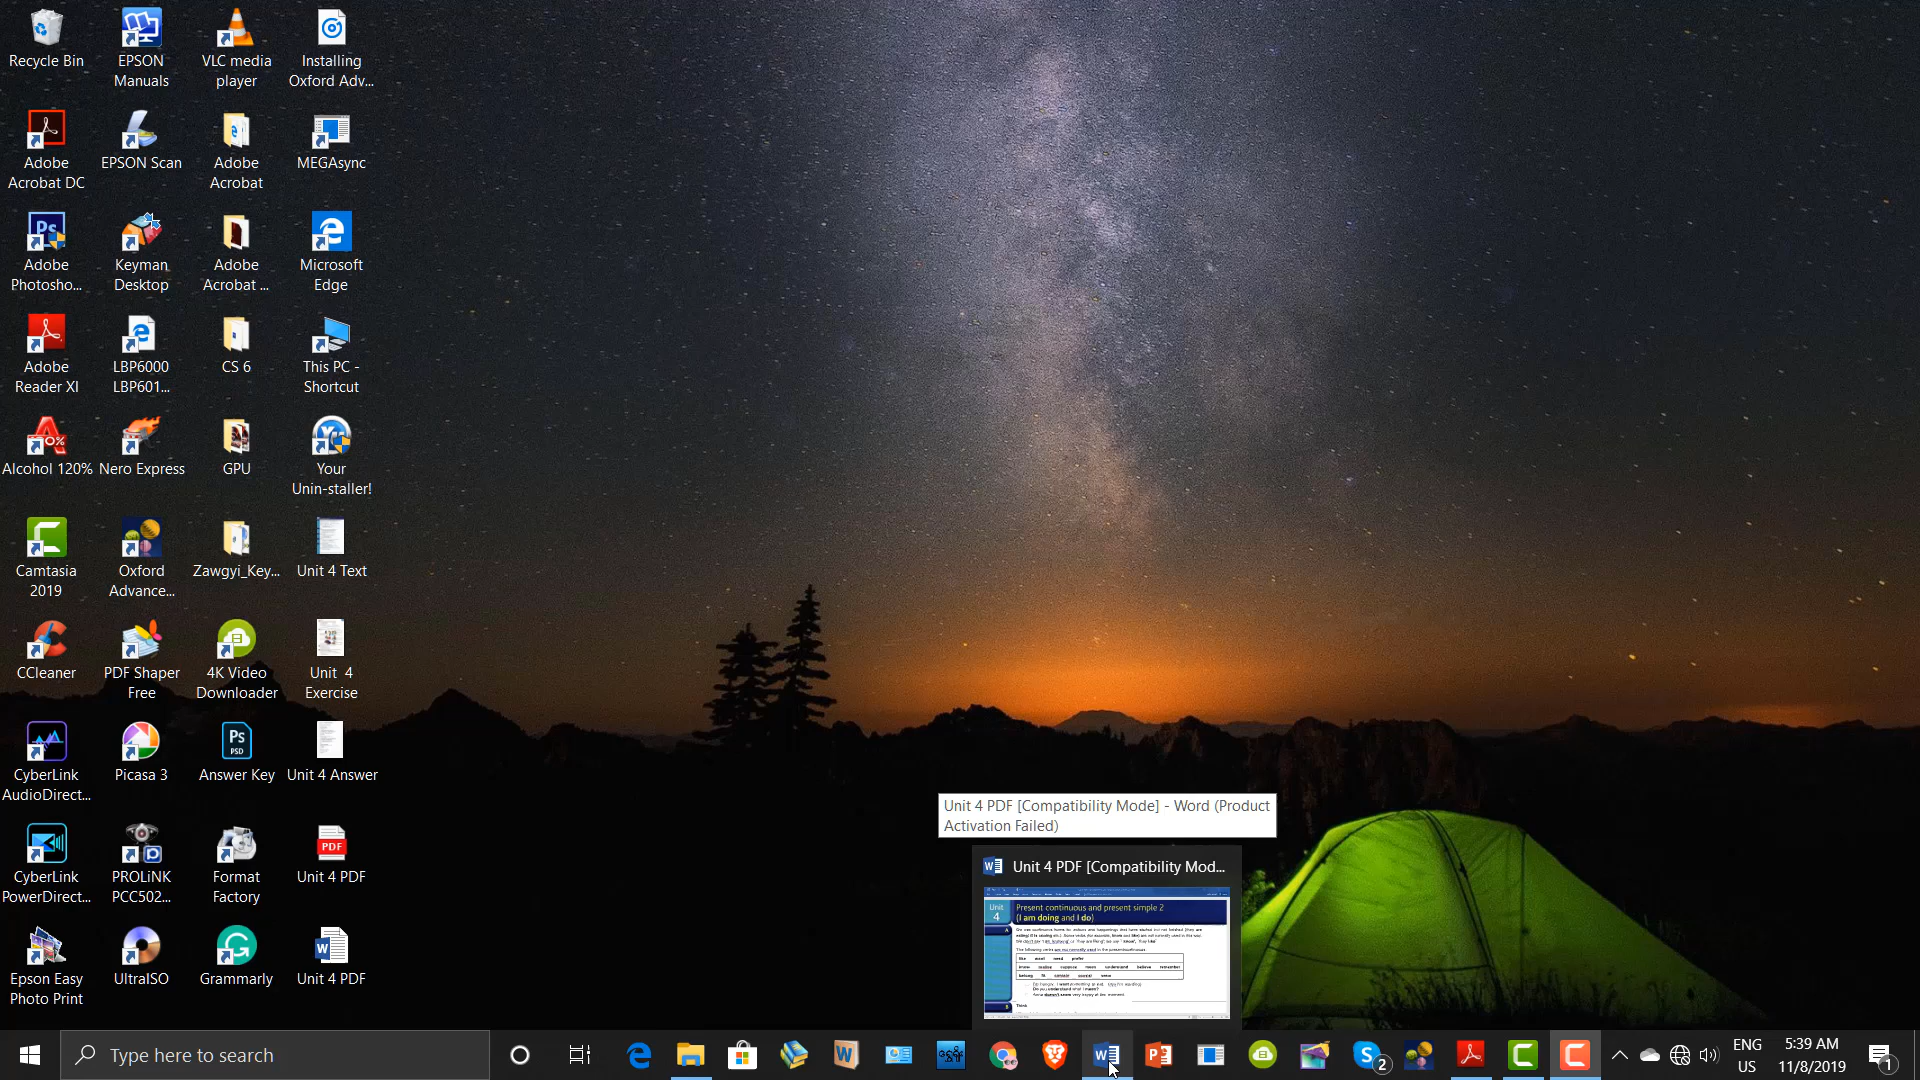 Recycle Bin
EPSON
Manuals
VLC media
player
Installing
Oxford Adv...
Adobe
Acrobat DC
EPSON Scan
Adobe
Acrobat
MEGAsync
Adobe
Photosho...
Keyman
Desktop
Adobe
Acrobat ...
Microsoft
Edge
Adobe
Reader XI
LBP6000
LBP601...
CS 6
This PC -
Shortcut
Alcohol 120%
Nero Express
GPU
Your
Unin-staller!
Camtasia
2019
Oxford
Advance...
Zawgyi_Key...
Unit 4 Text
CCleaner
PDF Shaper
Free
4K Video
Downloader
Unit 4
Exercise
CyberLink
AudioDirect...
Picasa 3
Answer Key
Unit 4 Answer
CyberLink
PowerDirect...
PROLiNK
PCC502...
Format
Factory
Unit 4 PDF
Epson Easy
Photo Print
UltraISO
Grammarly
Unit 4 PDF
Unit 4 PDF [Compatibility Mode] - Word (Product
Activation Failed)
Unit 4 PDF [Compatibility Mod...
Unit
4
Present continuous and present simple 2
(I am doing and I do)
Type here to search
2
ENG
US
5:39 AM
11/8/2019
1